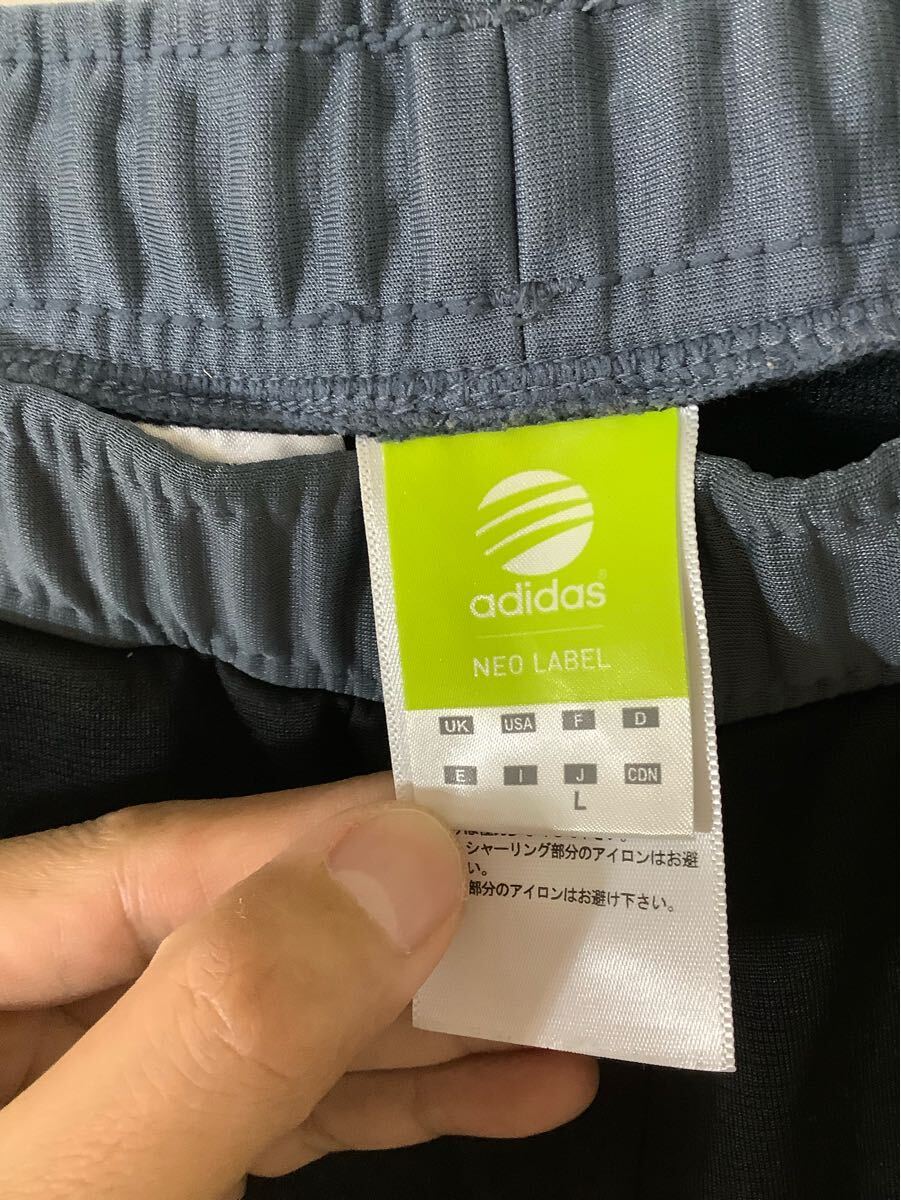 adidas®
NEO LABEL
UK USA F D
E I J CDN
L
シャーリング部分のアイロンはお避
い。
部分のアイロンはお避け下さい。